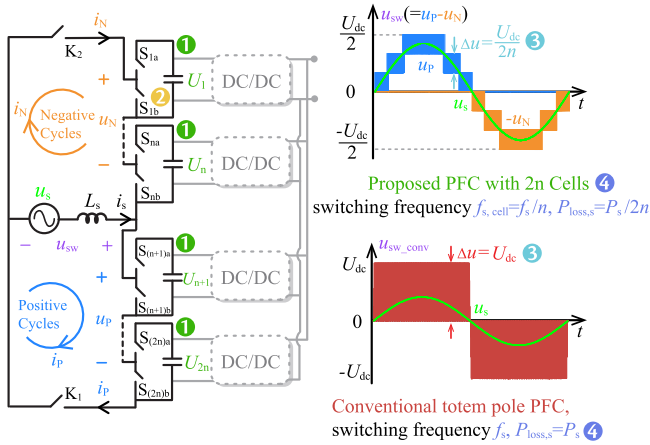 i_N
K_2
S_1a
1
U_1
DC/DC
S_1b
2
+
i_N
Negative
Cycles
u_N
−
S_na
1
U_n
DC/DC
S_nb
u_s
L_s
i_s
−
u_sw
+
+
Positive
Cycles
u_P
i_P
−
S_(n+1)a
1
U_n+1
DC/DC
S_(n+1)b
S_(2n)a
1
U_2n
DC/DC
S_(2n)b
K_1
i_P
u_sw(=u_P-u_N)
U_dc/2
Δu=U_dc/2n 3
u_P
0
u_s
t
-u_N
-U_dc/2
Proposed PFC with 2n Cells 4
switching frequency f_s, cell=f_s/n, P_loss,s=P_s/2n
u_sw_conv
U_dc
Δu=U_dc 3
u_s
0
t
-U_dc
Conventional totem pole PFC,
switching frequency f_s, P_loss,s=P_s 4